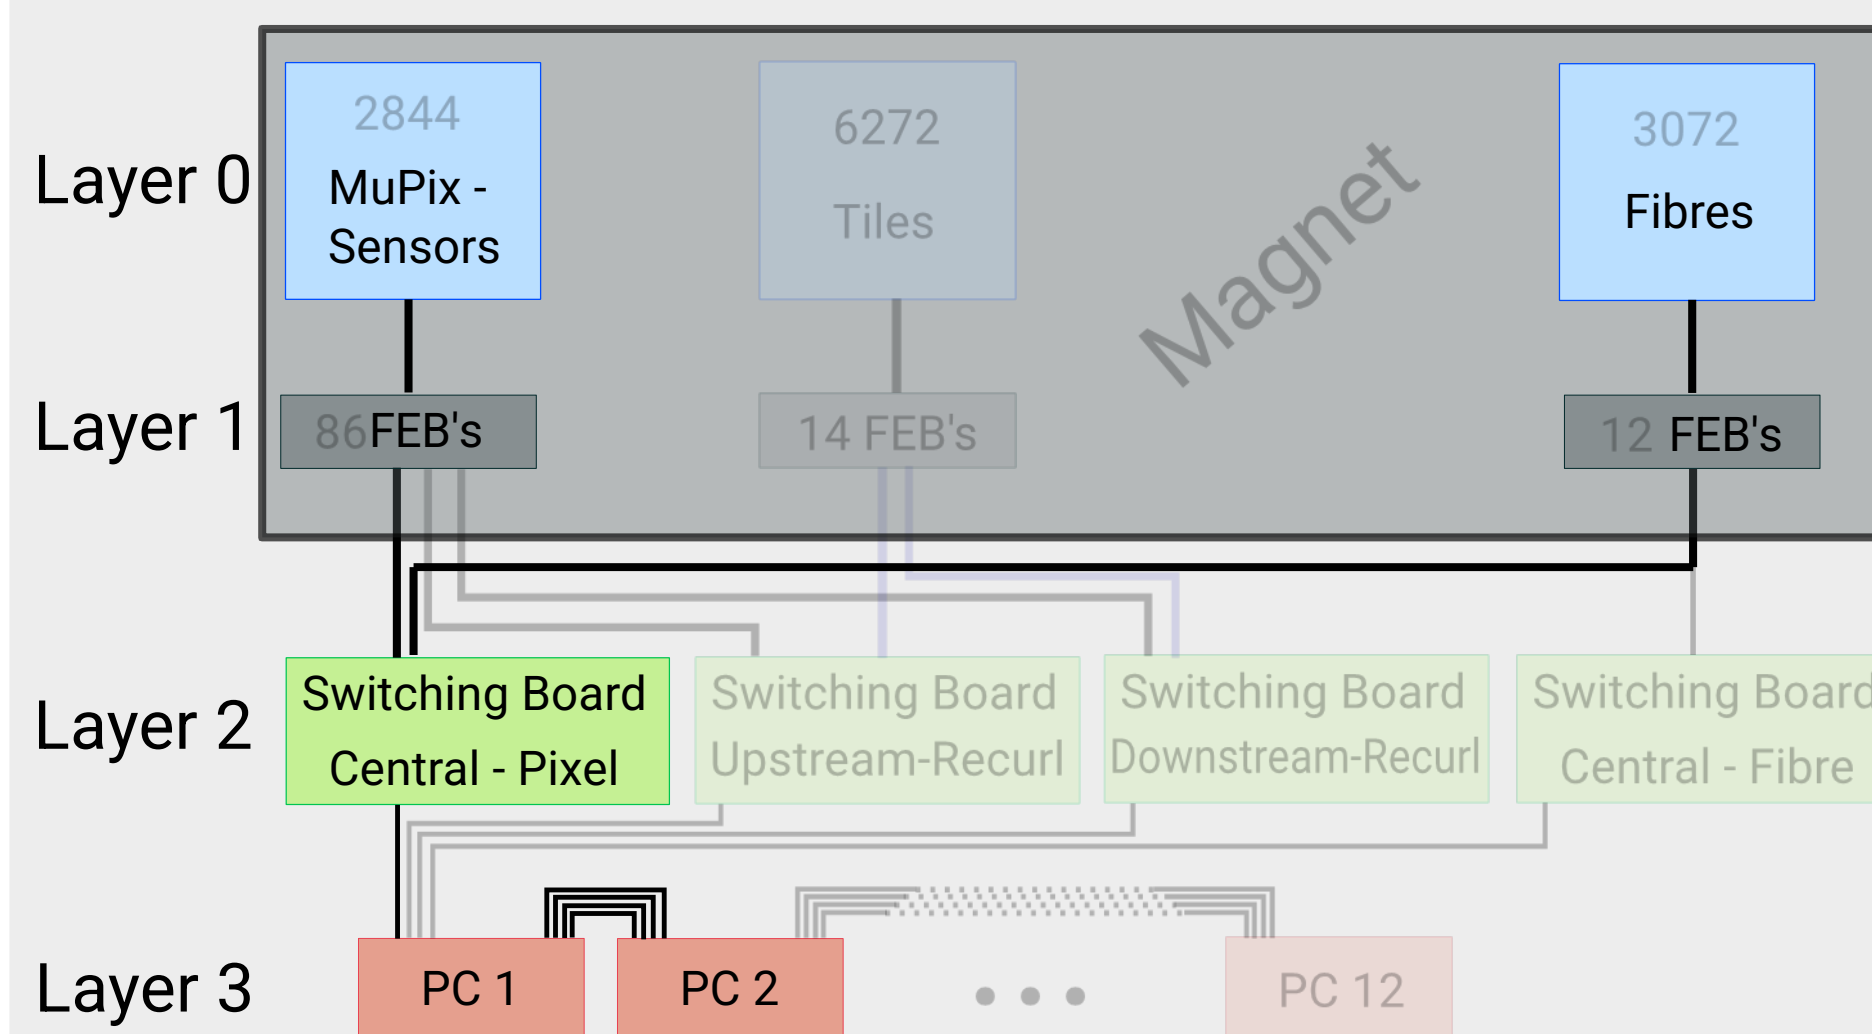 Layer 0
2844
MuPix -
Sensors
6272
Tiles
Magnet
3072
Fibres
Layer 1
86FEB's
14 FEB's
12 FEB's
Layer 2
Switching Board
Central - Pixel
Switching Board
Upstream-Recurl
Switching Board
Downstream-Recurl
Switching Board
Central - Fibre
Layer 3
PC 1
PC 2
PC 12